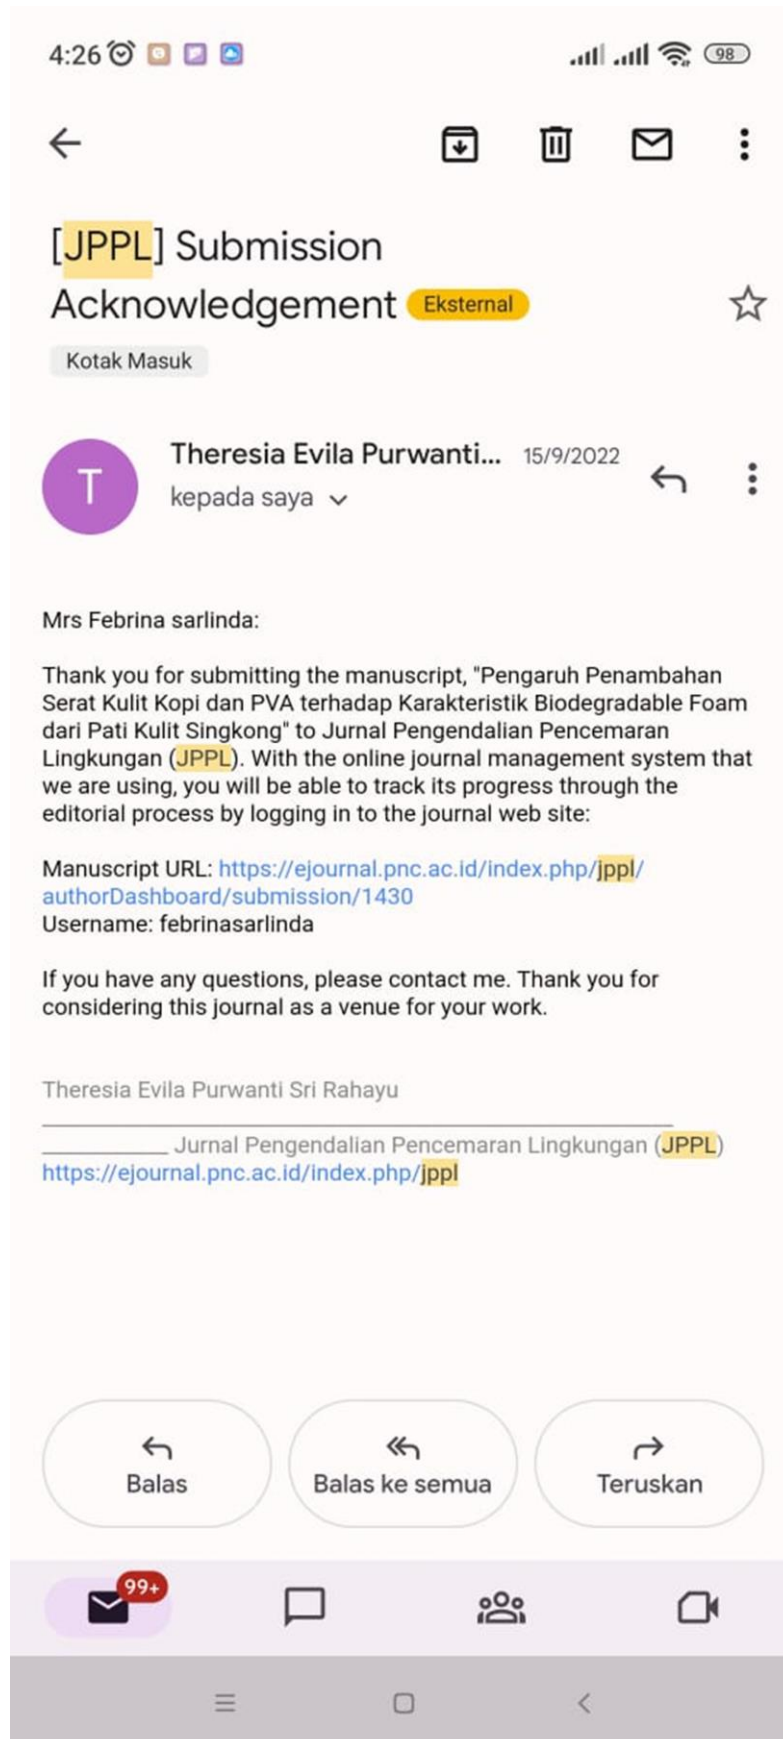 4:26
98
[JPPL] Submission
Acknowledgement Eksternal
Kotak Masuk
T
Theresia Evila Purwanti... 15/9/2022
kepada saya
Mrs Febrina sarlinda:
Thank you for submitting the manuscript, "Pengaruh Penambahan
Serat Kulit Kopi dan PVA terhadap Karakteristik Biodegradable Foam
dari Pati Kulit Singkong" to Jurnal Pengendalian Pencemaran
Lingkungan (JPPL). With the online journal management system that
we are using, you will be able to track its progress through the
editorial process by logging in to the journal web site:
Manuscript URL: https://ejournal.pnc.ac.id/index.php/jppl/
authorDashboard/submission/1430
Username: febrinasarlinda
If you have any questions, please contact me. Thank you for
considering this journal as a venue for your work.
Theresia Evila Purwanti Sri Rahayu
__________ Jurnal Pengendalian Pencemaran Lingkungan (JPPL)
https://ejournal.pnc.ac.id/index.php/jppl
Balas
Balas ke semua
Teruskan
99+